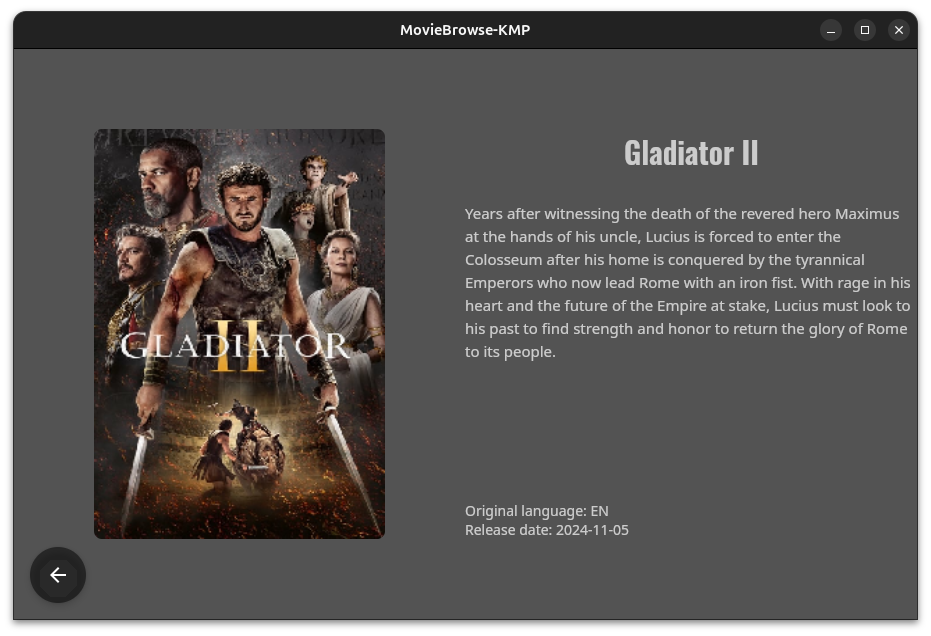 MovieBrowse-KMP
GLADIATOR
II
Gladiator II
Years after witnessing the death of the revered hero Maximus
at the hands of his uncle, Lucius is forced to enter the
Colosseum after his home is conquered by the tyrannical
Emperors who now lead Rome with an iron fist. With rage in his
heart and the future of the Empire at stake, Lucius must look to
his past to find strength and honor to return the glory of Rome
to its people.
Original language: EN
Release date: 2024-11-05